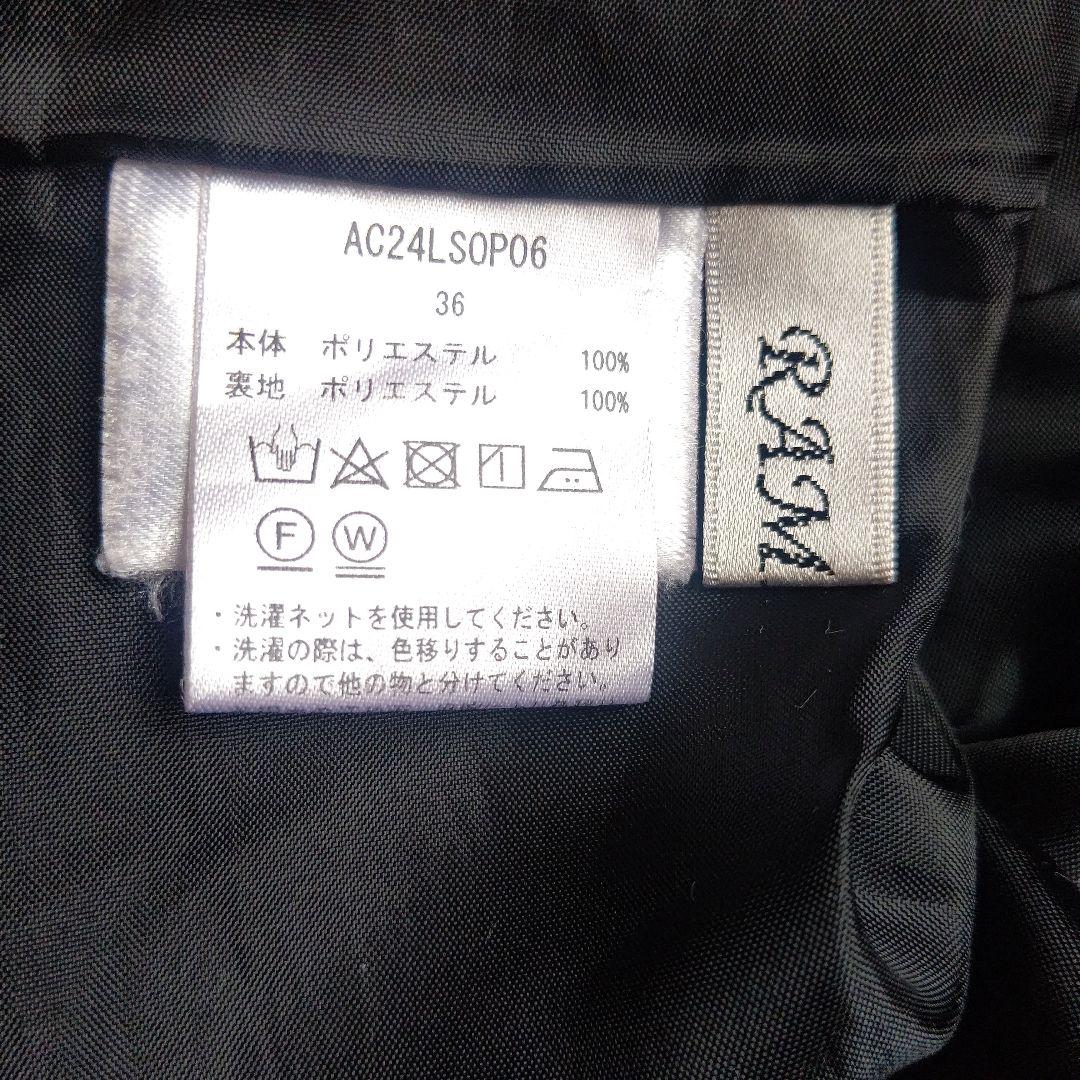 AC24LSOP06
36
本体 ポリエステル 100%
裏地 ポリエステル 100%
F W
・洗濯ネットを使用してください。
・洗濯の際は、色移りすることがあり
ますので他の物と分けてください。
RAM